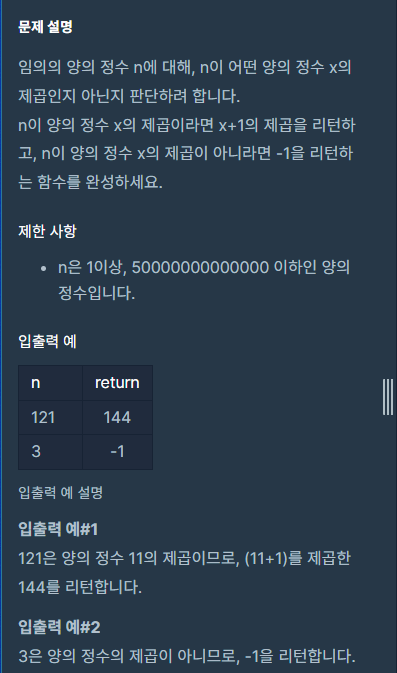 문제 설명
임의의 양의 정수 n에 대해, n이 어떤 양의 정수 x의
제곱인지 아닌지 판단하려 합니다.
n이 양의 정수 x의 제곱이라면 x+1의 제곱을 리턴하
고, n이 양의 정수 x의 제곱이 아니라면 -1을 리턴하
는 함수를 완성하세요.
제한 사항
• n은 1이상, 50000000000000 이하인 양의
정수입니다.
입출력 예
n return
121 144
3 -1
입출력 예 설명
입출력 예#1
121은 양의 정수 11의 제곱이므로, (11+1)를 제곱한
144를 리턴합니다.
입출력 예#2
3은 양의 정수의 제곱이 아니므로, -1을 리턴합니다.